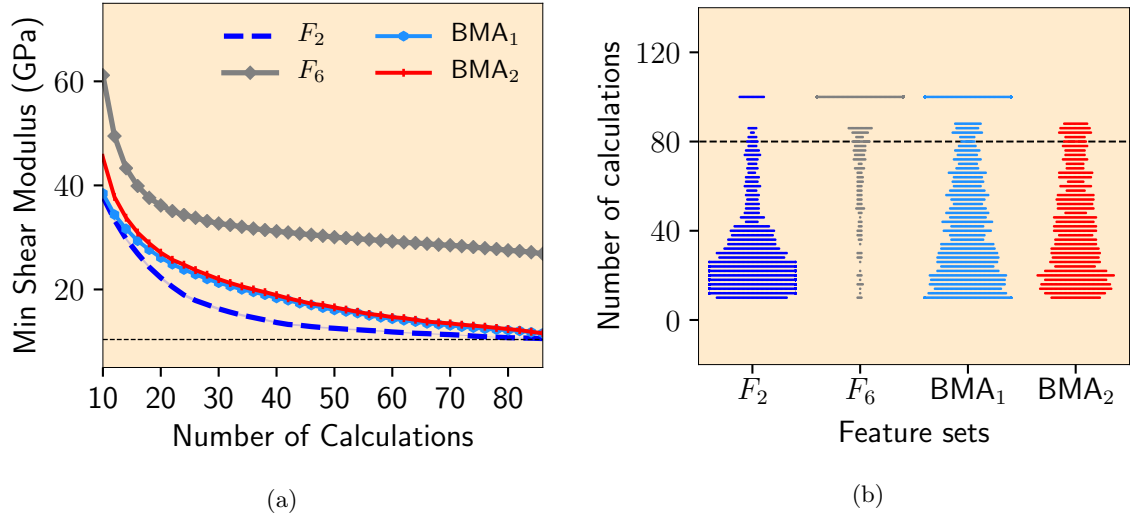 Min Shear Modulus (GPa)
60
40
20
F2
F6
BMA1
BMA2
10 20 30 40 50 60 70 80
Number of Calculations
(a)
Number of calculations
120
80
40
0
F2 F6 BMA1 BMA2
Feature sets
(b)